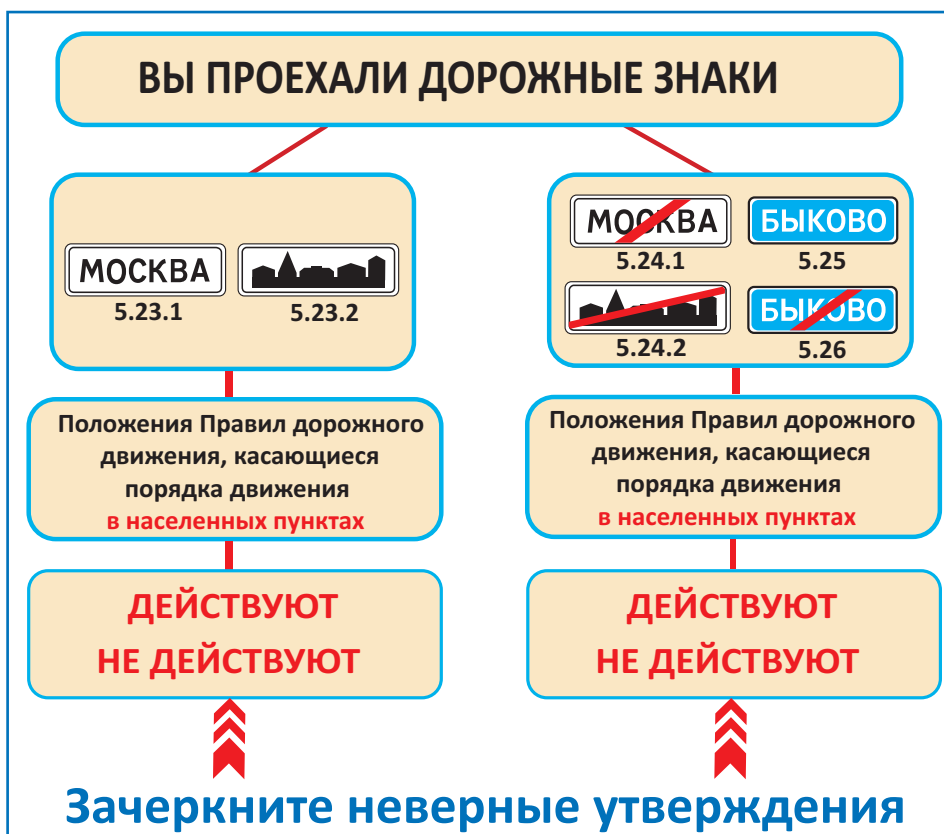 ВЫ ПРОЕХАЛИ ДОРОЖНЫЕ ЗНАКИ
МОСКВА
5.23.1
5.23.2
МОСКВА
БЫКОВО
5.24.1
5.25
БЫКОВО
5.24.2
5.26
Положения Правил дорожного
движения, касающиеся
порядка движения
в населенных пунктах
Положения Правил дорожного
движения, касающиеся
порядка движения
в населенных пунктах
ДЕЙСТВУЮТ
НЕ ДЕЙСТВУЮТ
ДЕЙСТВУЮТ
НЕ ДЕЙСТВУЮТ
Зачеркните неверные утверждения